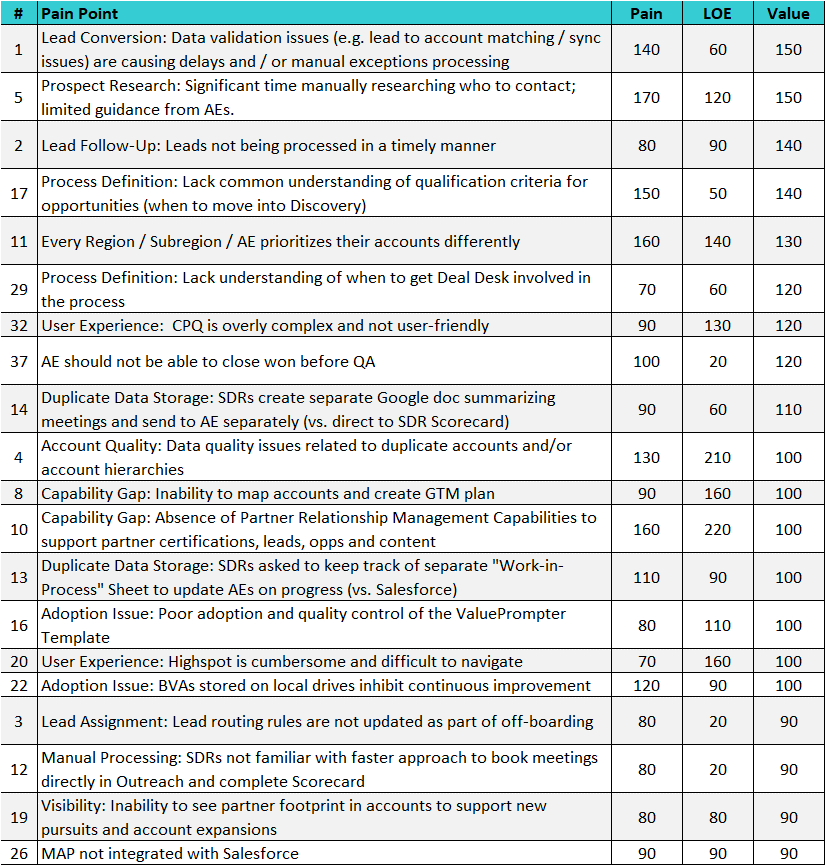 # Pain Point Pain LOE Value
1 Lead Conversion: Data validation issues (e.g. lead to account matching / sync
issues) are causing delays and / or manual exceptions processing 140 60 150
5 Prospect Research: Significant time manually researching who to contact;
limited guidance from AEs. 170 120 150
2 Lead Follow-Up: Leads not being processed in a timely manner 80 90 140
17 Process Definition: Lack common understanding of qualification criteria for
opportunities (when to move into Discovery) 150 50 140
11 Every Region / Subregion / AE prioritizes their accounts differently 160 140 130
29 Process Definition: Lack understanding of when to get Deal Desk involved in
the process 70 60 120
32 User Experience:  CPQ is overly complex and not user-friendly 90 130 120
37 AE should not be able to close won before QA 100 20 120
14 Duplicate Data Storage: SDRs create separate Google doc summarizing
meetings and send to AE separately (vs. direct to SDR Scorecard) 90 60 110
4 Account Quality: Data quality issues related to duplicate accounts and/or
account hierarchies 130 210 100
8 Capability Gap: Inability to map accounts and create GTM plan 90 160 100
10 Capability Gap: Absence of Partner Relationship Management Capabilities to
support partner certifications, leads, opps and content 160 220 100
13 Duplicate Data Storage: SDRs asked to keep track of separate "Work-in-
Process" Sheet to update AEs on progress (vs. Salesforce) 110 90 100
16 Adoption Issue: Poor adoption and quality control of the ValuePrompter
Template 80 110 100
20 User Experience: Highspot is cumbersome and difficult to navigate 70 160 100
22 Adoption Issue: BVAs stored on local drives inhibit continuous improvement 120 90 100
3 Lead Assignment: Lead routing rules are not updated as part of off-boarding 80 20 90
12 Manual Processing: SDRs not familiar with faster approach to book meetings
directly in Outreach and complete Scorecard 80 20 90
19 Visibility: Inability to see partner footprint in accounts to support new
pursuits and account expansions 80 80 90
26 MAP not integrated with Salesforce 90 90 90